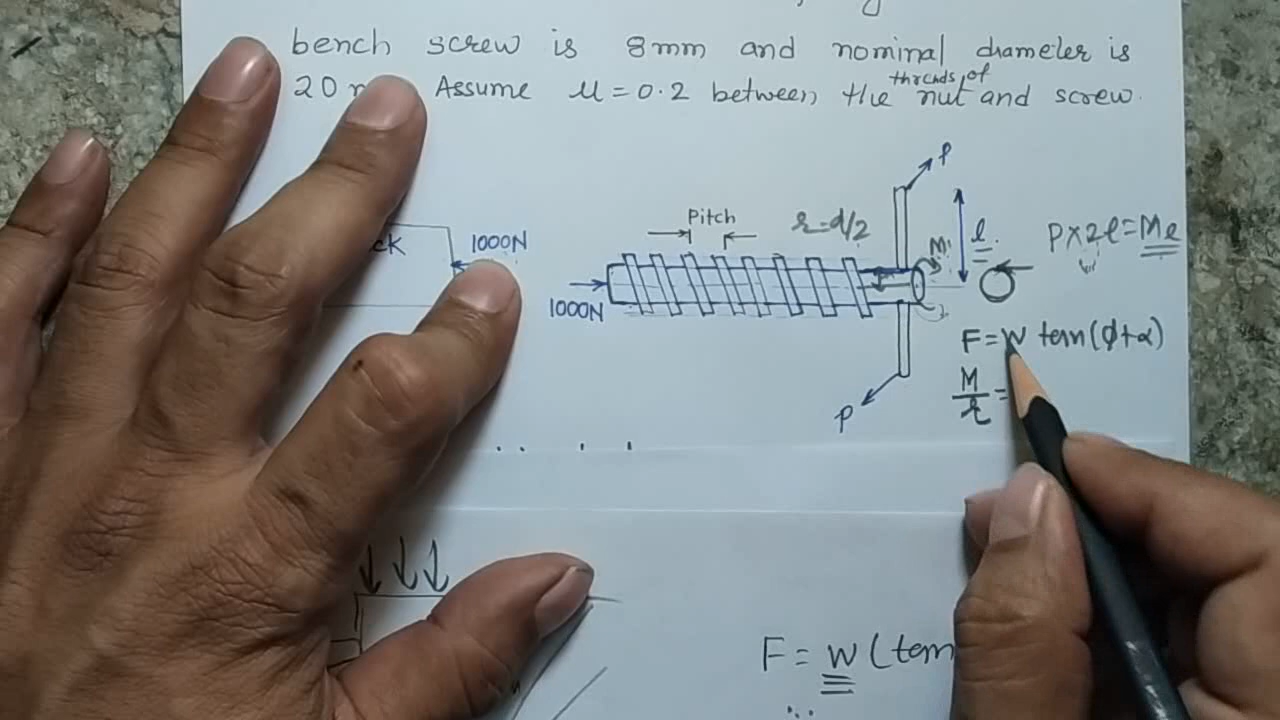 bench screw is 8mm and nominal diameter is
threads of
20 Assume μ=0.2 between the nut and screw.
P
Pitch
r=d/2
1000N
l
P×2l=Me
M
1000N
F=W tan(ϕ+α)
M/r =
P
F = W (tan